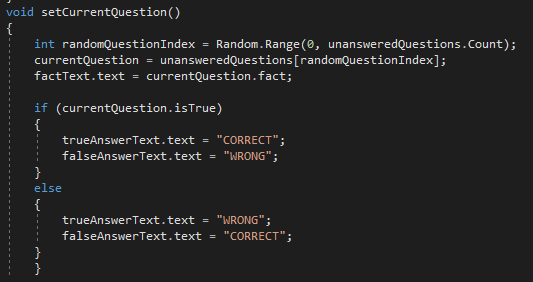 void setCurrentQuestion()
{
int randomQuestionIndex = Random.Range(0, unansweredQuestions.Count);
currentQuestion = unansweredQuestions[randomQuestionIndex];
factText.text = currentQuestion.fact;
if (currentQuestion.isTrue)
{
trueAnswerText.text = "CORRECT";
falseAnswerText.text = "WRONG";
}
else
{
trueAnswerText.text = "WRONG";
falseAnswerText.text = "CORRECT";
}
}